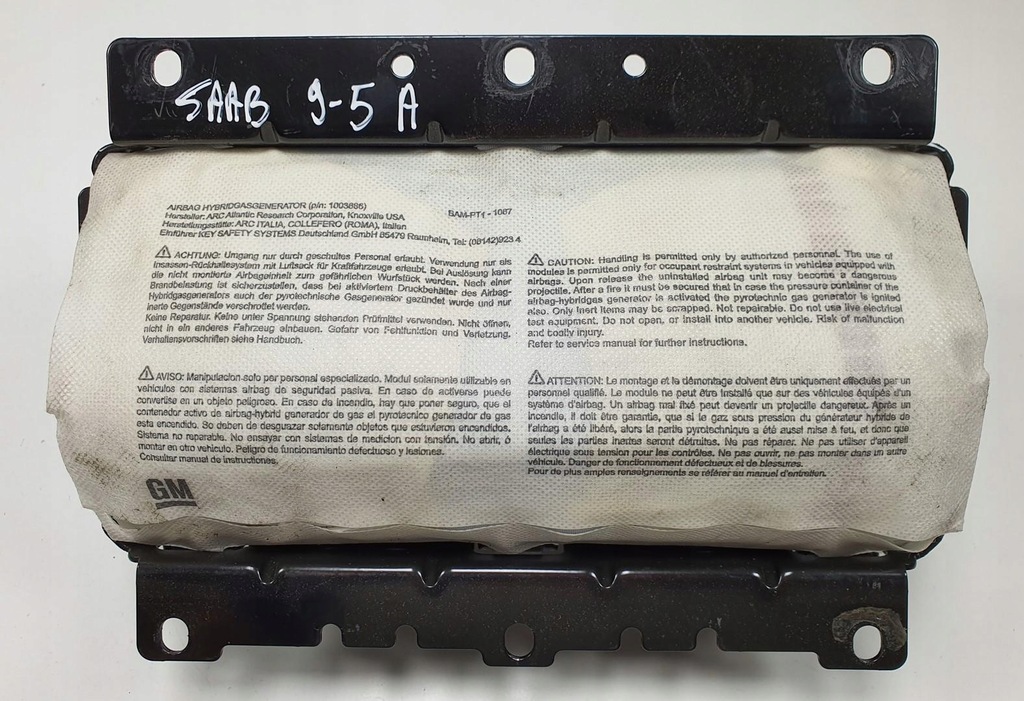 SAAB 9-5 A
AIRBAG HYBRIDGASGENERATOR (p/n: 1003686)
Hersteller: ARC Atlantic Research Corporation, Knoxville USA
Herstellungsstätte: ARC ITALIA, COLLEFERO (ROMA), Italien
Einführer KEY SAFETY SYSTEMS Deutschland GmbH 65479 Raunheim, Tel: (06142)923 4
BAM-PT1 - 1087
ACHTUNG: Umgang nur durch geschultes Personal erlaubt. Verwendung nur als
Insassen-Rückhaltesystem mit Luftsack für Kraftfahrzeuge erlaubt. Bei Auslösung kann
die nicht montierte Airbageinheit zum gefährlichen Wurfstück werden. Nach einer
Brandbelastung ist sicherzustellen, dass bei aktiviertem Druckbehälter des Airbag-
Hybridgasgenerators auch der pyrotechnische Gasgenerator gezündet wurde und nur
inerte Gegenstände verschrottet werden.
Keine Reparatur. Keine unter Spannung stehenden Prüfmittel verwenden. Nicht öffnen,
nicht in ein anderes Fahrzeug einbauen. Gefahr von Fehlfunktion und Verletzung.
Verhaltensvorschriften siehe Handbuch.
CAUTION: Handling is permitted only by authorized personnel. The use of
modules is permitted only for occupant restraint systems in vehicles equipped with
airbags. Upon release the uninstalled airbag unit may become a dangerous
projectile. After a fire it must be secured that in case the pressure container of the
airbag-hybridgas generator is activated the pyrotechnic gas generator is ignited
also. Only inert items may be scrapped. Not repairable. Do not use live electrical
test equipment. Do not open, or install into another vehicle. Risk of malfunction
and bodily injury.
Refer to service manual for further instructions.
AVISO: Manipulacion solo par personal especializado. Modul solamente utilizable en
vehículos con sistemas airbag de seguridad pasiva. En caso de activerse puede
convertise en un objeto peligroso. En caso de incendio, hay que poner seguro, que el
contenedor activo de airbag-hybrid generador de gas el pyrotecnico generador de gas
esta encendido. So deben de desguazar solamente objetos que estuvieron encendidos.
Sistema no reparable. No ensayar con sistemas de medicion con tensión. No abrir, ó
montar en otro vehículo. Peligro de funcionamiento defectuoso y lesiones.
Consultar manual de instructiones.
ATTENTION: Le montage et le démontage doivent être uniquement effectués par un
personnel qualifié. Le module ne peut être installé que sur des véhicules équipés d'un
système d'airbag. Un airbag mal fixé peut devenir un projectile dangereux. Après un
incendie, il doit être garantie, que si le gaz sous pression du générateur hybride de
l'airbag a été libéré, alors la partie pyrotechnique a été aussi mise à feu, et donc que
seules les parties inertes seront détruites. Ne pas réparer. Ne pas utiliser d'appareil
électrique sous tension pour les contrôles. Ne pas ouvrir, ne pas monter dans un autre
véhicule. Danger de fonctionnement défectueux et de blessures.
Pour de plus amples renseignements se référer au manuel d'entretien.
GM